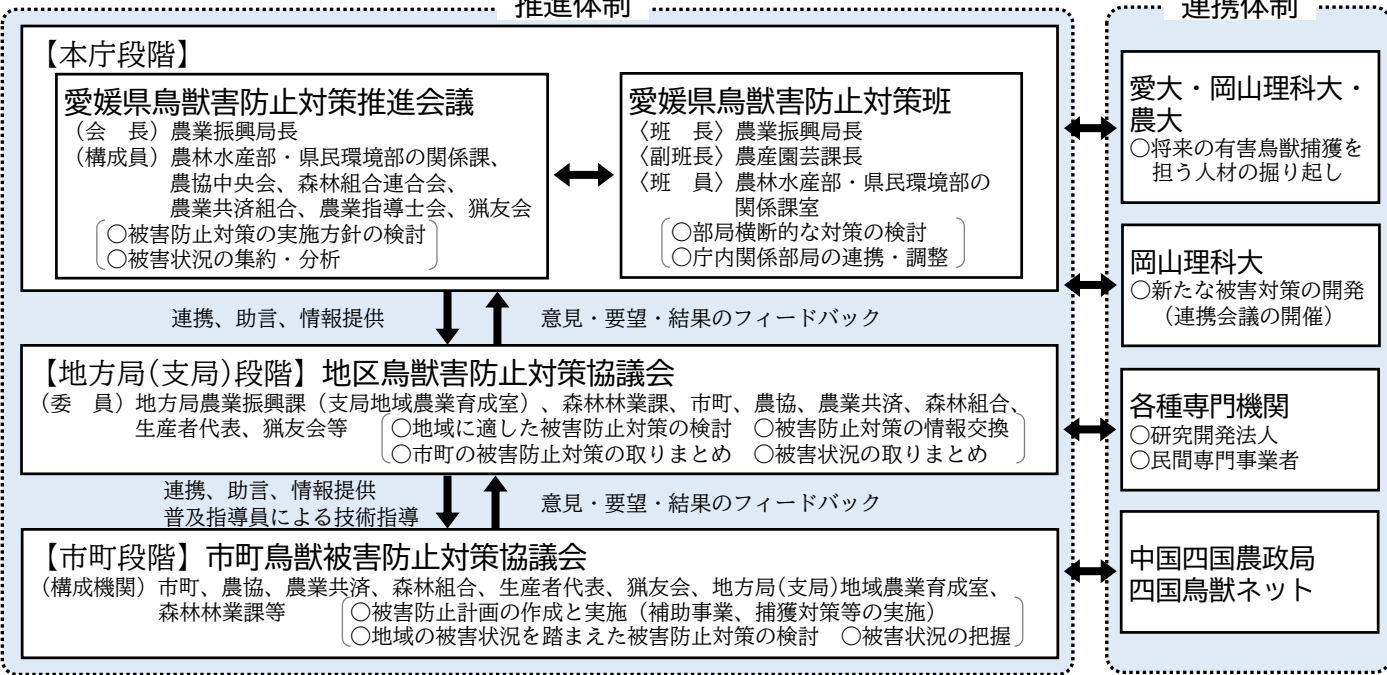 推進体制
【本庁段階】
愛媛県鳥獣害防止対策推進会議
（会　長）農業振興局長
（構成員）農林水産部・県民環境部の関係課、
農協中央会、森林組合連合会、
農業共済組合、農業指導士会、猟友会
○被害防止対策の実施方針の検討
○被害状況の集約・分析
愛媛県鳥獣害防止対策班
〈班　長〉農業振興局長
〈副班長〉農産園芸課長
〈班　員〉農林水産部・県民環境部の
関係課室
○部局横断的な対策の検討
○庁内関係部局の連携・調整
連携、助言、情報提供
意見・要望・結果のフィードバック
【地方局(支局)段階】地区鳥獣害防止対策協議会
（委　員）地方局農業振興課（支局地域農業育成室）、森林林業課、市町、農協、農業共済、森林組合、
生産者代表、猟友会等
○地域に適した被害防止対策の検討　○被害防止対策の情報交換
○市町の被害防止対策の取りまとめ　○被害状況の取りまとめ
連携、助言、情報提供
普及指導員による技術指導
意見・要望・結果のフィードバック
【市町段階】市町鳥獣被害防止対策協議会
（構成機関）市町、農協、農業共済、森林組合、生産者代表、猟友会、地方局(支局)地域農業育成室、
森林林業課等
○被害防止計画の作成と実施（補助事業、捕獲対策等の実施）
○地域の被害状況を踏まえた被害防止対策の検討　○被害状況の把握
連携体制
愛大・岡山理科大・
農大
○将来の有害鳥獣捕獲を
担う人材の掘り起し
岡山理科大
○新たな被害対策の開発
（連携会議の開催）
各種専門機関
○研究開発法人
○民間専門事業者
中国四国農政局
四国鳥獣ネット